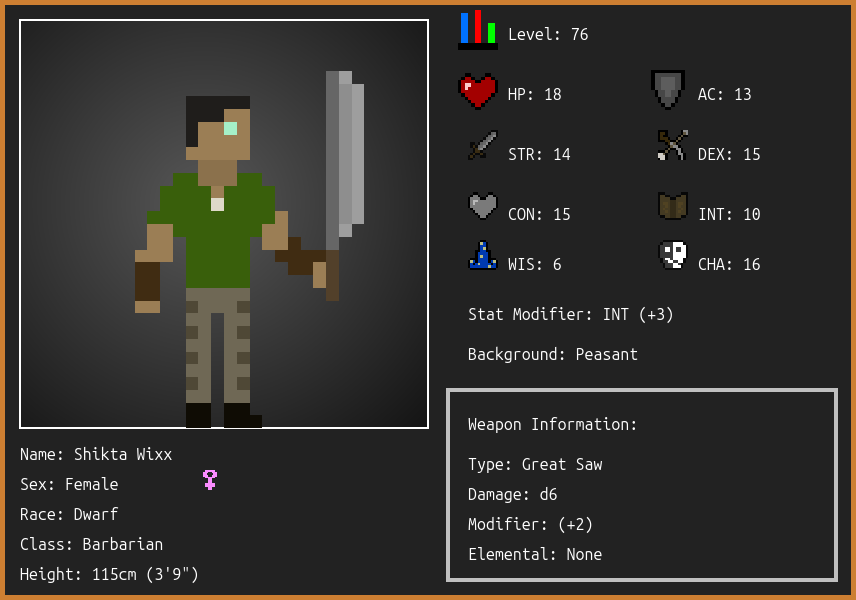 Level: 76
HP: 18
AC: 13
STR: 14
DEX: 15
CON: 15
INT: 10
WIS: 6
CHA: 16
Stat Modifier: INT (+3)
Background: Peasant
Weapon Information:
Type: Great Saw
Damage: d6
Modifier: (+2)
Elemental: None
Name: Shikta Wixx
Sex: Female
Race: Dwarf
Class: Barbarian
Height: 115cm (3'9")